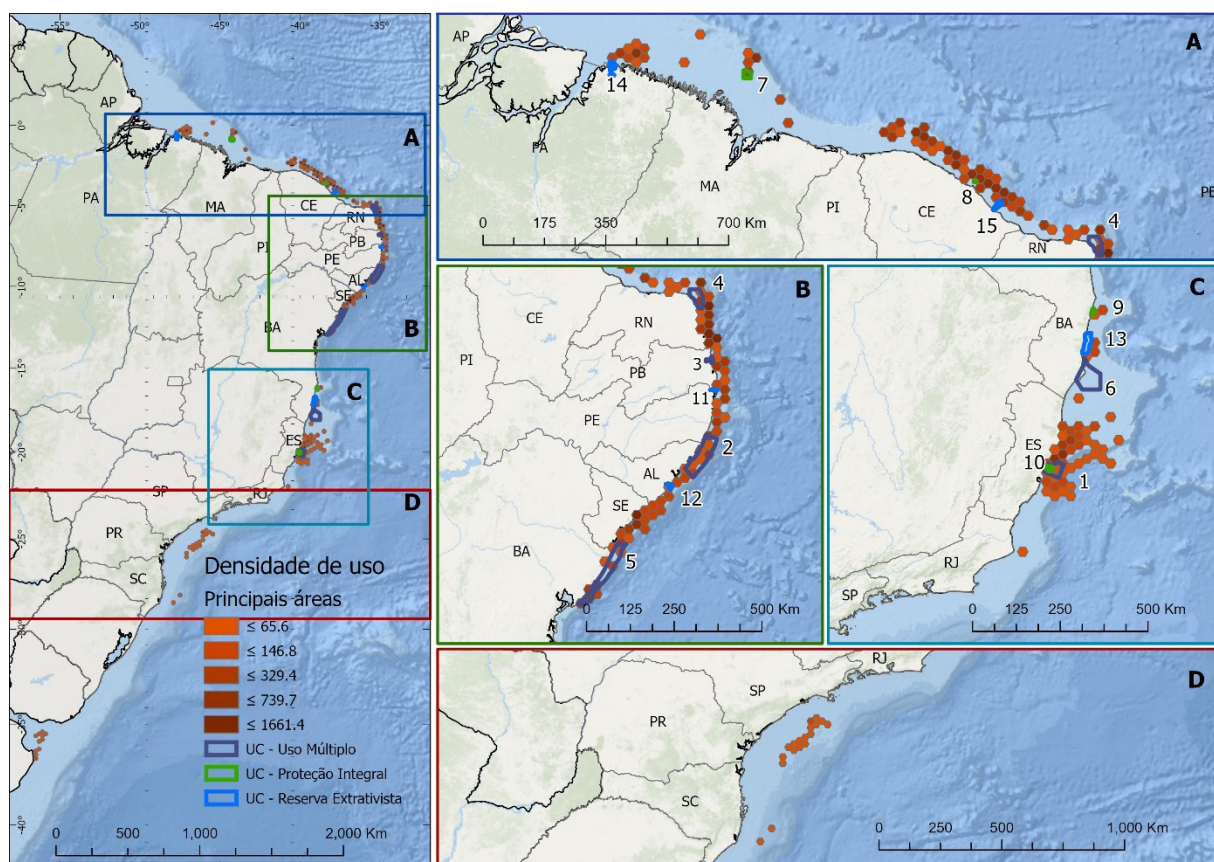 -50° -45° -40° -35°
AP
0°
A
PA
MA
CE
-5°
RN
PI
PB
PE
AL
-10°
SE
BA
B
-15°
C
ES
-20°
SP
RJ
D
PR
-25°
SC
Densidade de uso
Principais áreas
≤ 65.6
≤ 146.8
≤ 329.4
≤ 739.7
≤ 1661.4
UC - Uso Múltiplo
UC - Proteção Integral
UC - Reserva Extrativista
-30°
-35°
-40°
0 500 1,000 2,000 Km
A
AP
14
7
PA
MA
PI
CE
8
15
4
RN
PE
0 175 350 700 Km
B
4
CE
RN
PI
3
PB
11
PE
2
AL
12
SE
BA
5
0 125 250 500 Km
C
BA
9
13
6
ES
10
1
RJ
SP
0 125 250 500 Km
D
RJ
SP
PR
SC
0 250 500 1,000 Km